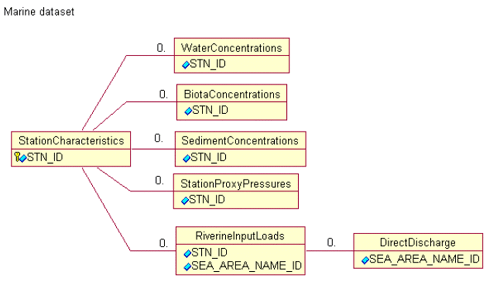 Marine dataset
0.
WaterConcentrations
STN_ID
0.
BiotaConcentrations
STN_ID
StationCharacteristics
STN_ID
0.
SedimentConcentrations
STN_ID
0.
StationProxyPressures
STN_ID
0.
RiverineInputLoads
STN_ID
SEA_AREA_NAME_ID
0.
DirectDischarge
SEA_AREA_NAME_ID